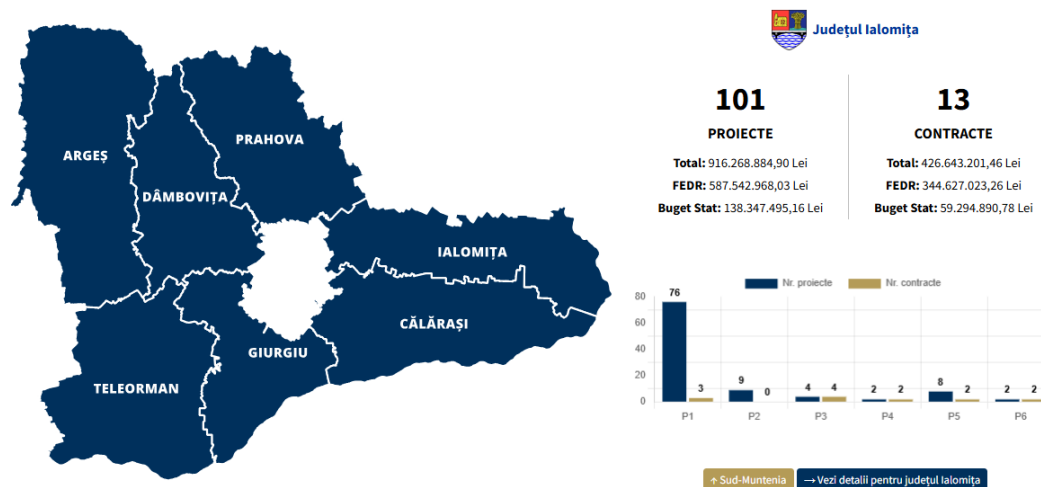 Județul Ialomița
ARGEȘ
DÂMBOVIȚA
PRAHOVA
IALOMIȚA
CĂLĂRAȘI
GIURGIU
TELEORMAN
101
PROIECTE
Total: 916.268.884,90 Lei
FEDR: 587.542.968,03 Lei
Buget Stat: 138.347.495,16 Lei
13
CONTRACTE
Total: 426.643.201,46 Lei
FEDR: 344.627.023,26 Lei
Buget Stat: 59.294.890,78 Lei
Nr. proiecte Nr. contracte
80
60
40
20
0
76 3 9 0 4 4 2 2 8 2 2 2
P1 P2 P3 P4 P5 P6
↑ Sud-Muntenia → Vezi detalii pentru județul Ialomița